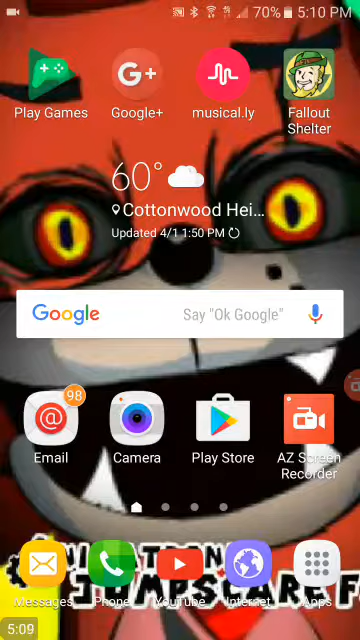 70% 5:10 PM
Play Games Google+ musical.ly Fallout Shelter
60°
Cottonwood Hei...
Updated 4/1 1:50 PM
Google Say "Ok Google"
98
Email Camera Play Store AZ Screen Recorder
Messages Phone YouTube Internet Apps
5:09